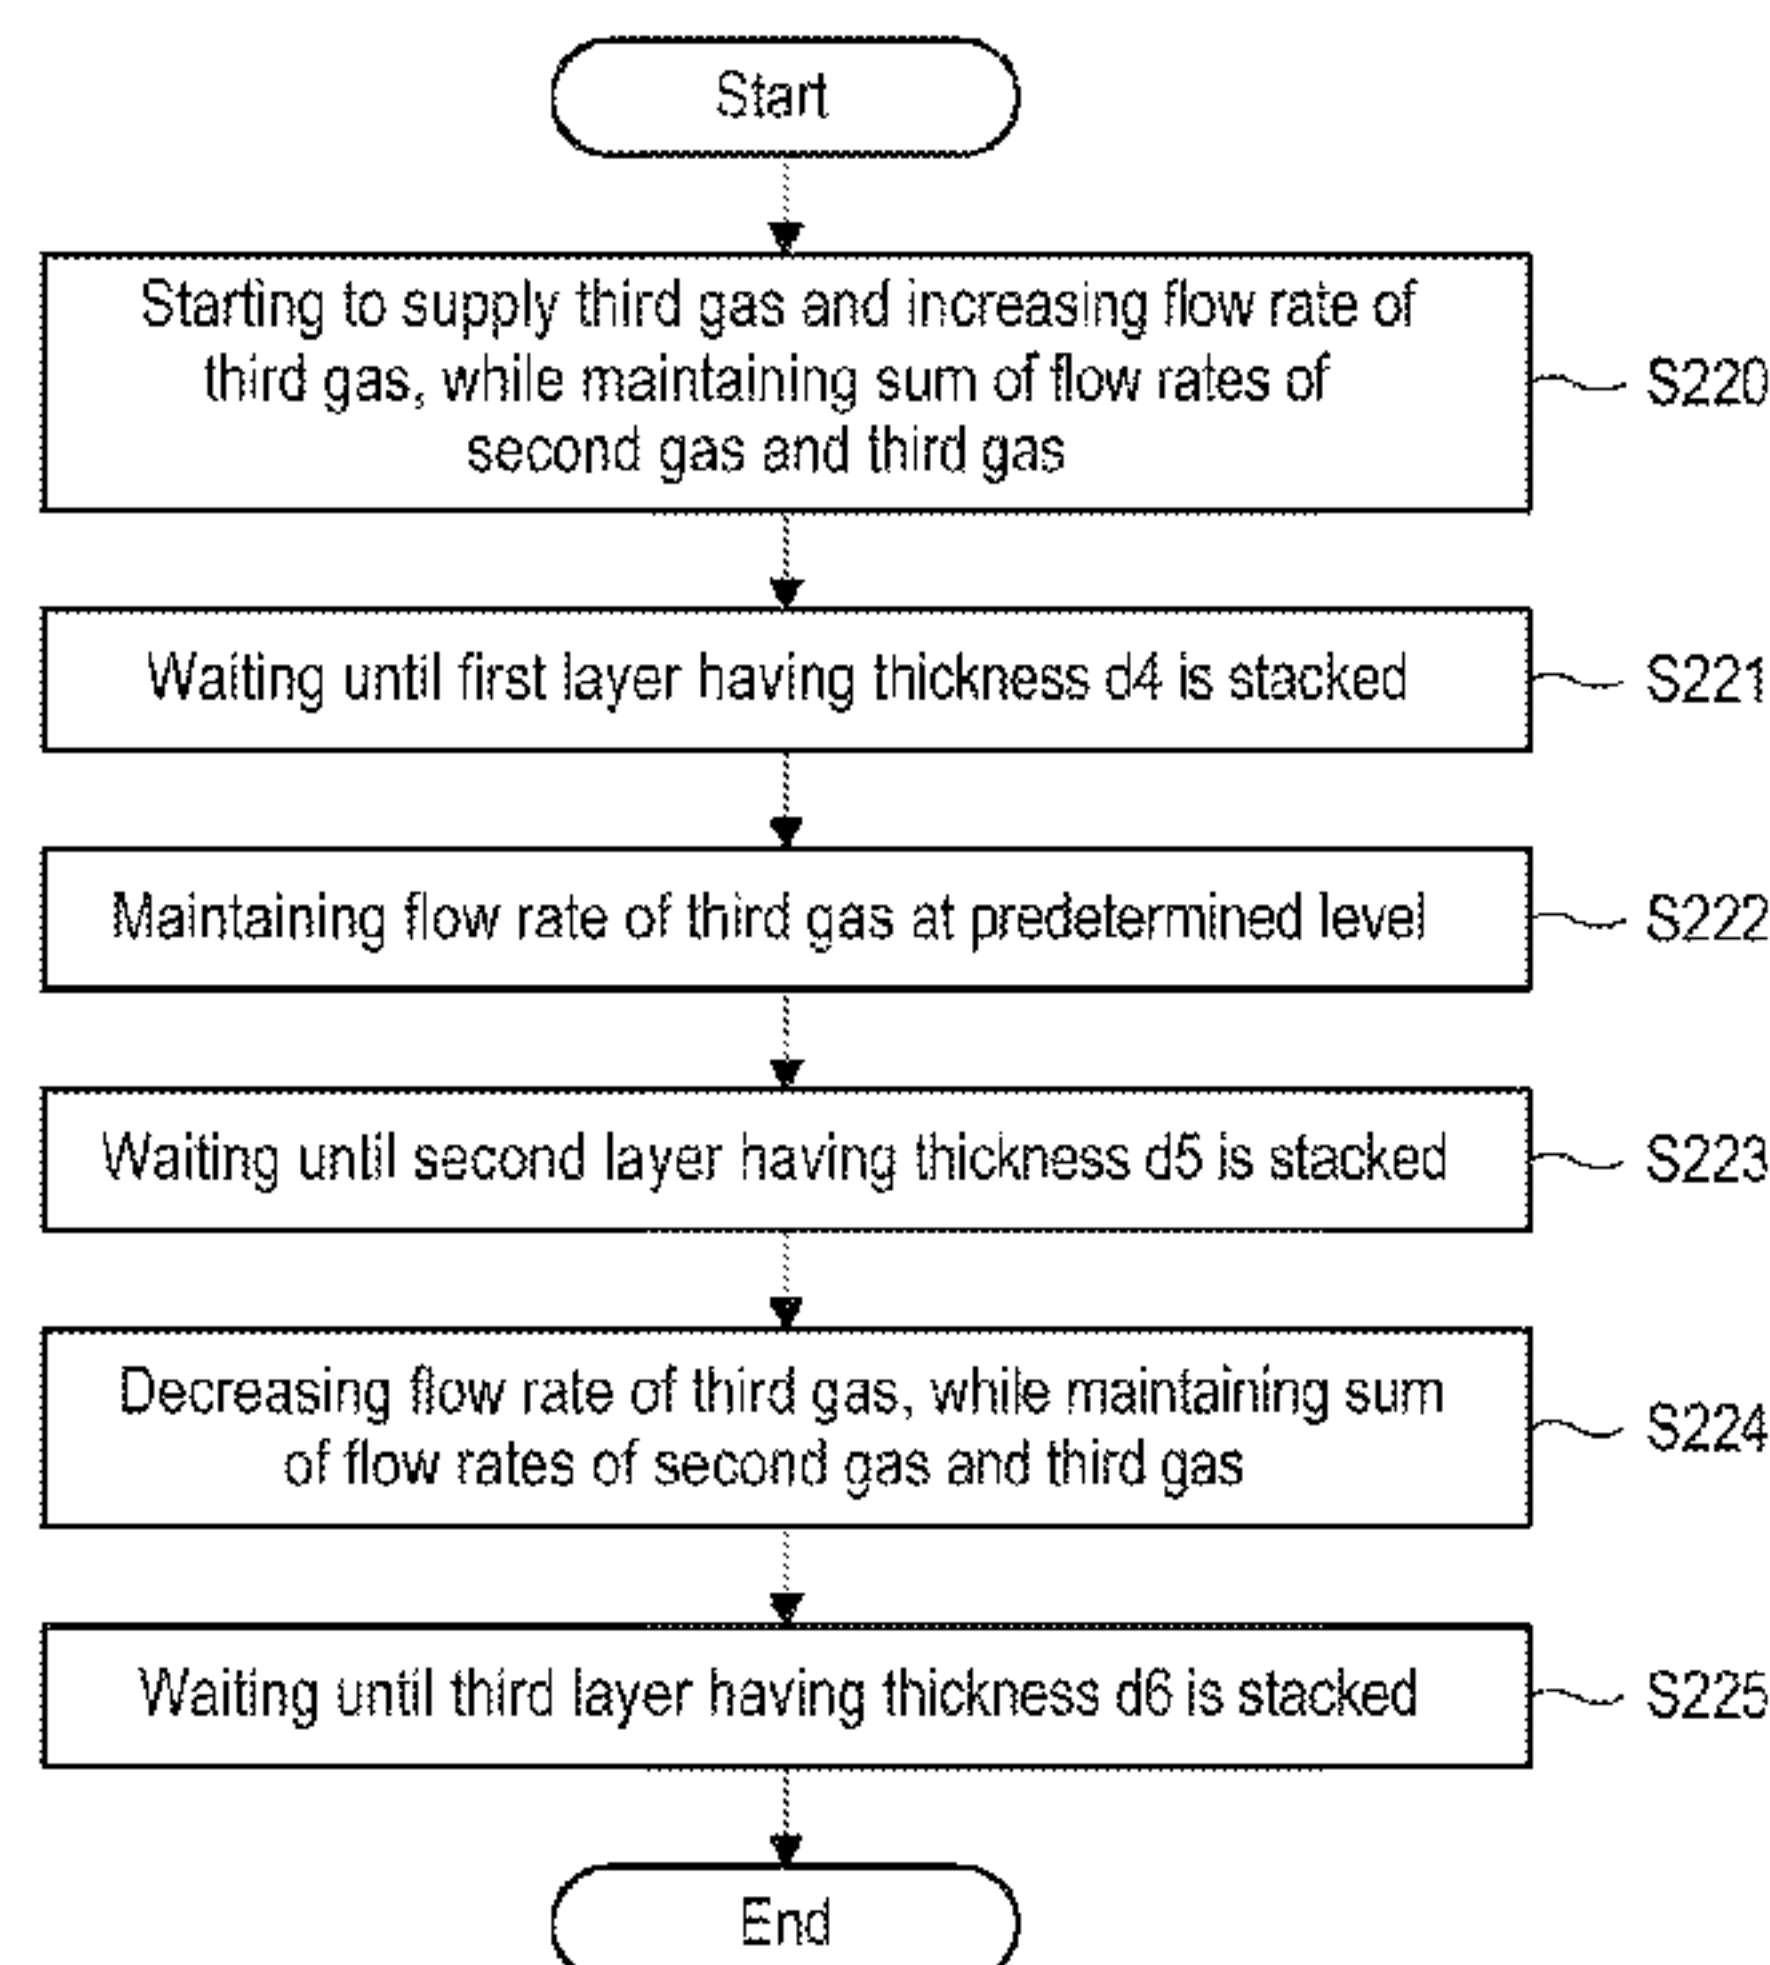 Start
Starting to supply third gas and increasing flow rate of
third gas, while maintaining sum of flow rates of
second gas and third gas
S220
Waiting until first layer having thickness d4 is stacked
S221
Maintaining flow rate of third gas at predetermined level
S222
Waiting until second layer having thickness d5 is stacked
S223
Decreasing flow rate of third gas, while maintaining sum
of flow rates of second gas and third gas
S224
Waiting until third layer having thickness d6 is stacked
S225
End